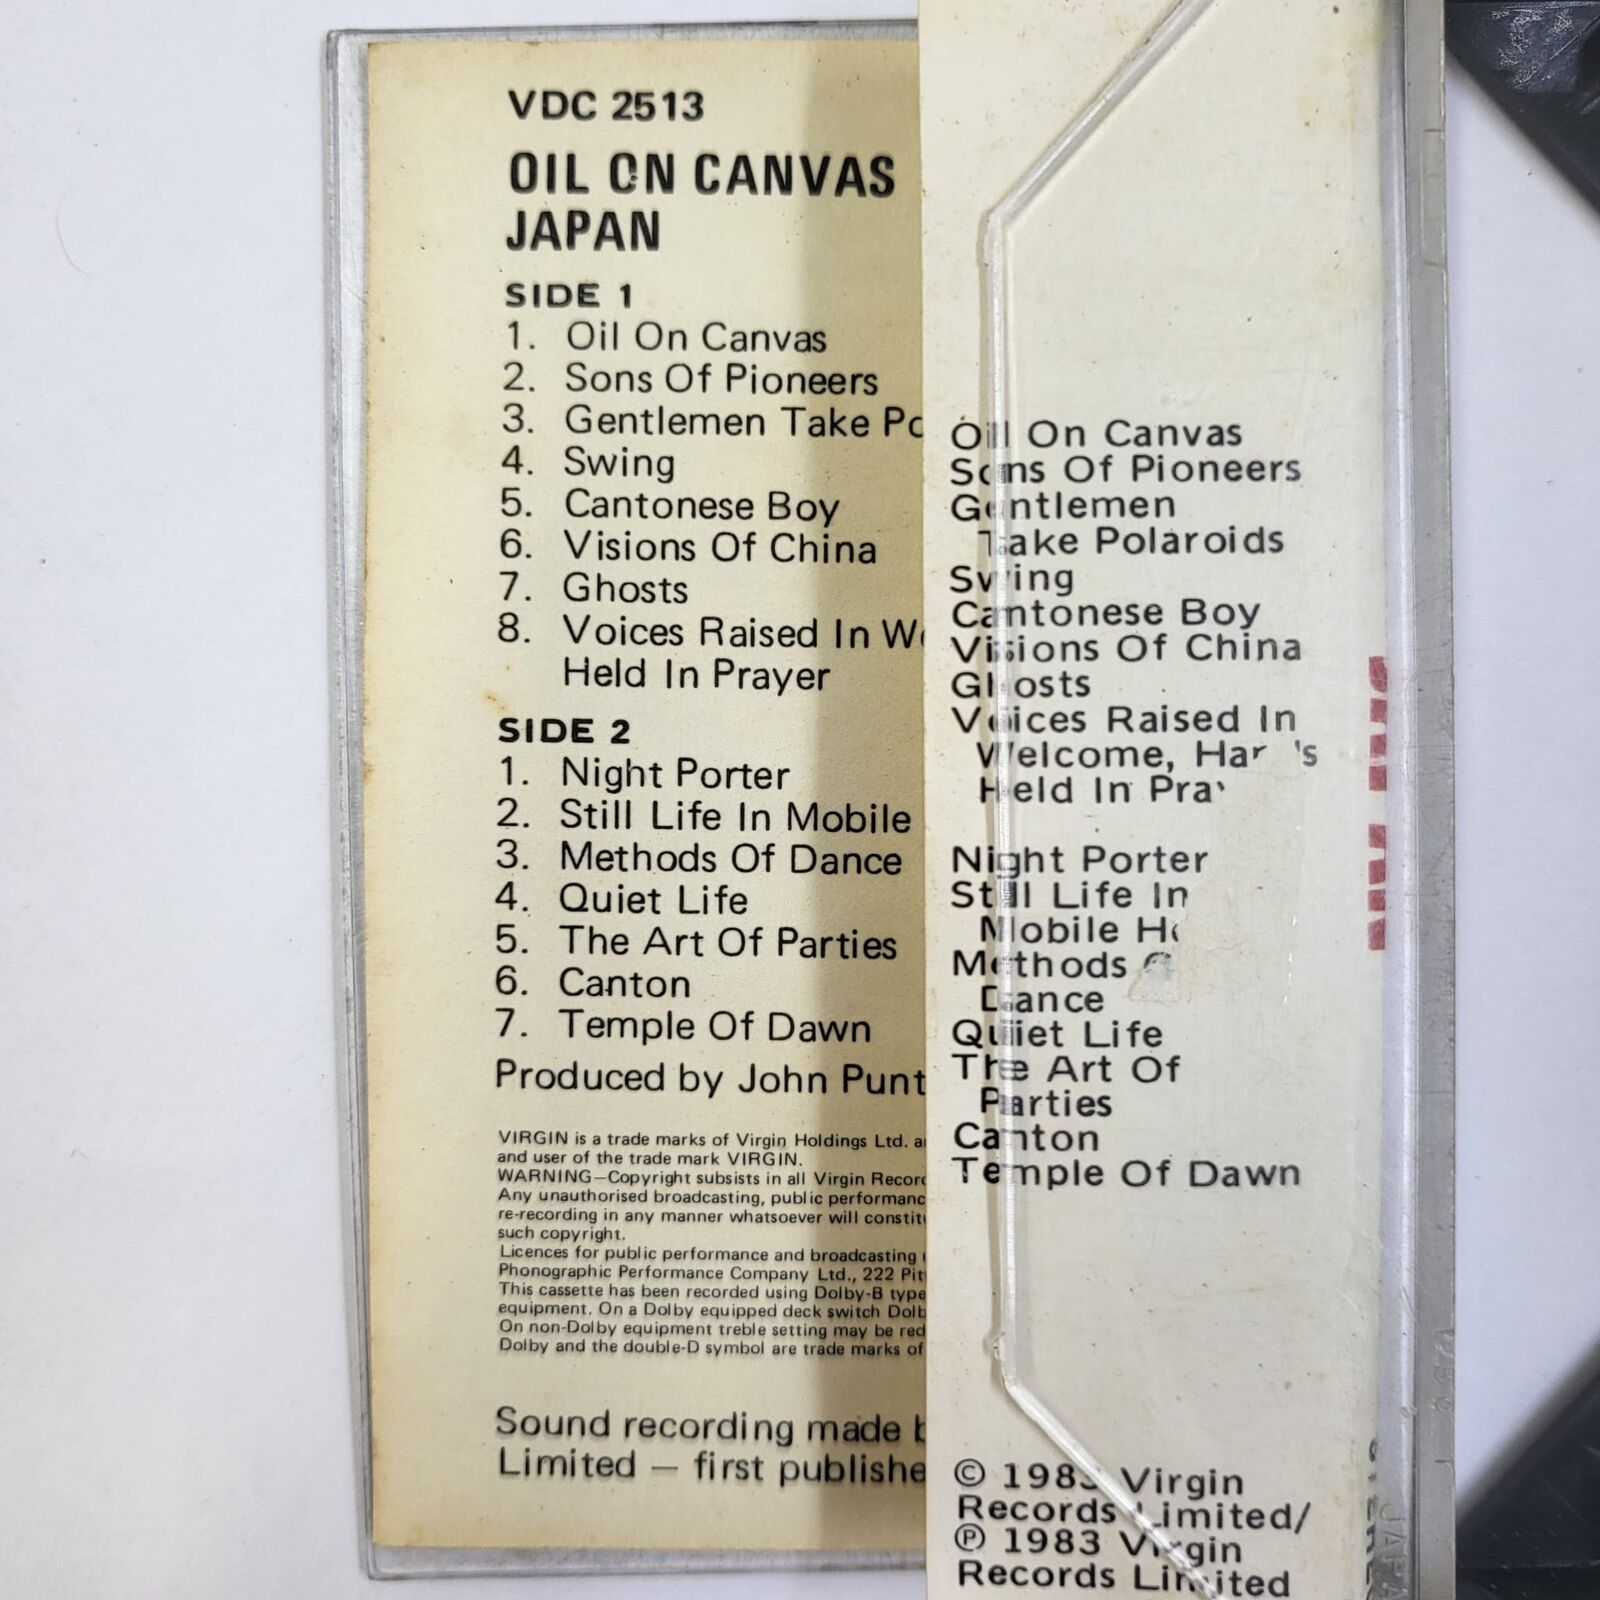 VDC 2513
OIL ON CANVAS
JAPAN
SIDE 1
1. Oil On Canvas
2. Sons Of Pioneers
3. Gentlemen Take
4. Swing
5. Cantonese Boy
6. Visions Of China
7. Ghosts
8. Voices Raised In
Held In Prayer
SIDE 2
1. Night Porter
2. Still Life In Mobile
3. Methods Of Dance
4. Quiet Life
5. The Art Of Parties
6. Canton
7. Temple Of Dawn
Produced by John
VIRGIN is a trade marks of Virgin Holdings Ltd.
and user of the trade mark VIRGIN.
WARNING—Copyright subsists in all Virgin
Any unauthorised broadcasting, public
re-recording in any manner whatsoever will
such copyright.
Licences for public performance and broadcasting
Phonographic Performance Company Ltd., 222
This cassette has been recorded using Dolby-B type
equipment. On a Dolby equipped deck switch
On non-Dolby equipment treble setting may be
Dolby and the double-D symbol are trade marks of
Sound recording made
Limited — first
Oil On Canvas
Sons Of Pioneers
Gentlemen
Take Polaroids
Swing
Cantonese Boy
Visions Of China
Ghosts
Voices Raised In
Welcome,
Held In
Night Porter
Still Life In
Mobile
Methods
Dance
Quiet Life
The Art Of
Parties
Canton
Temple Of Dawn
© 1983 Virgin
Records Limited/
℗ 1983 Virgin
Records Limited